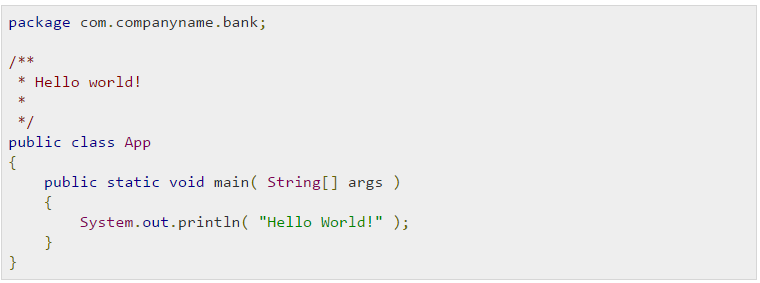 package com.companyname.bank;
/**
 * Hello world!
 *
 */
public class App
{
    public static void main( String[] args )
    {
        System.out.println( "Hello World!" );
    }
}